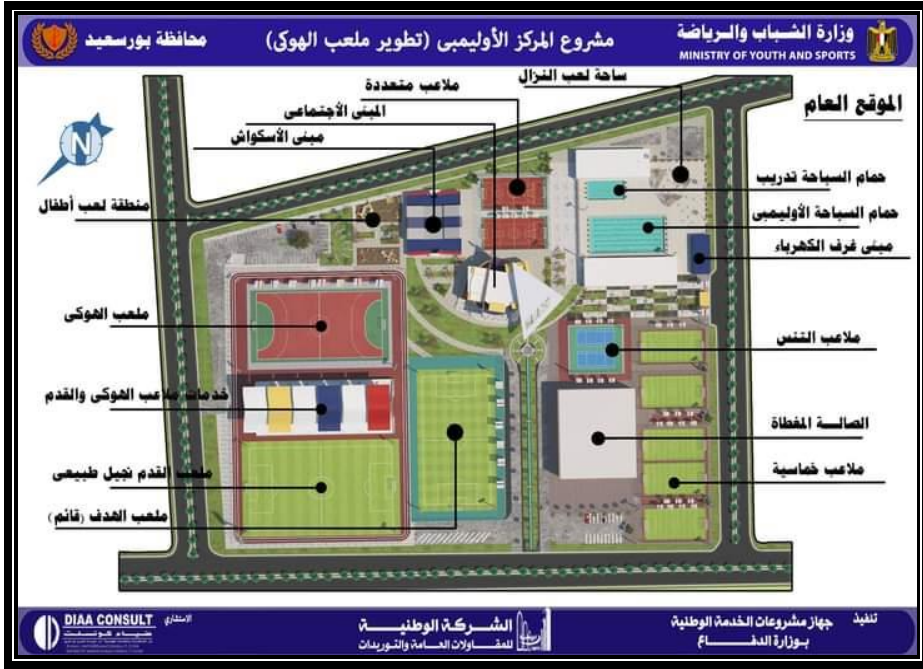 وزارة الشباب والرياضة
MINISTRY OF YOUTH AND SPORTS
مشروع المركز الأوليمبى (تطوير ملعب الهوكى)
محافظة بورسعيد
الموقع العام
N
ساحة لعب النزال
ملاعب متعددة
المبنى الأجتماعى
مبنى الأسكواش
منطقة لعب أطفال
حمام السباحة تدريب
حمام السباحة الأوليمبى
مبنى غرف الكهرباء
ملعب الهوكى
ملاعب التنس
خدمات ملاعب الهوكى والقدم
الصالة المغطاة
ملعب القدم نجيل طبيعى
ملاعب خماسية
ملعب الهدف (قائم)
تنفيذ
جهاز مشروعات الخدمة الوطنية
بوزارة الدفاع
الشركة الوطنية
للمقاولات العامة والتوريدات
الاستشارى
DIAA CONSULT
ضياء كونسلت